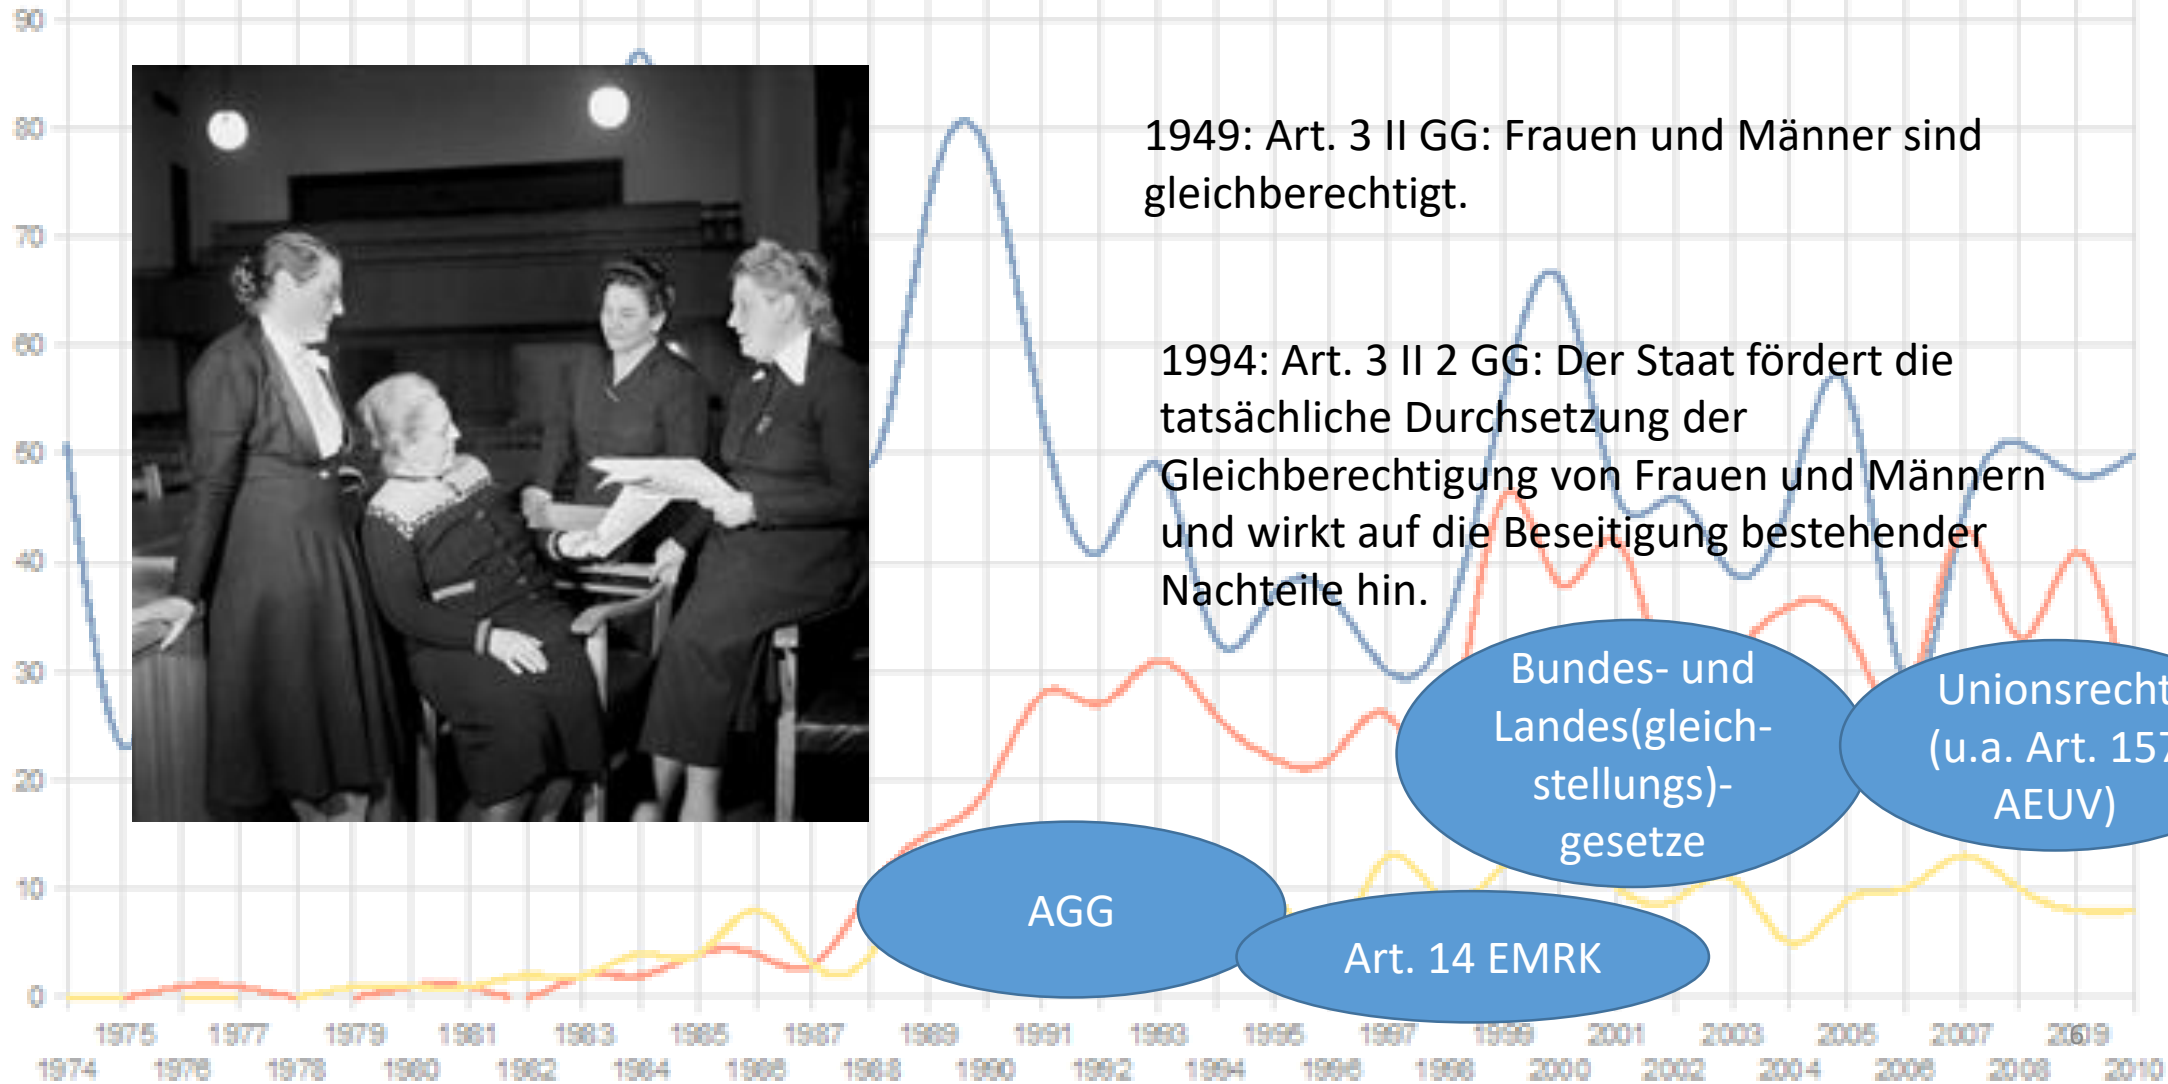 90
80
70
60
50
40
30
20
10
0
1949: Art. 3 II GG: Frauen und Männer sind
gleichberechtigt.
1994: Art. 3 II 2 GG: Der Staat fördert die
tatsächliche Durchsetzung der
Gleichberechtigung von Frauen und Männern
und wirkt auf die Beseitigung bestehender
Nachteile hin.
Bundes- und
Landes(gleich-
stellungs)-
gesetze
Unionsrecht
(u.a. Art. 157
AEUV)
AGG
Art. 14 EMRK
1975 1977 1979 1981 1983 1985 1987 1989 1991 1993 1995 1997 1999 2001 2003 2005 2007 2009
6
1974 1976 1978 1980 1982 1984 1986 1988 1990 1992 1994 1996 1998 2000 2002 2004 2006 2008 2010